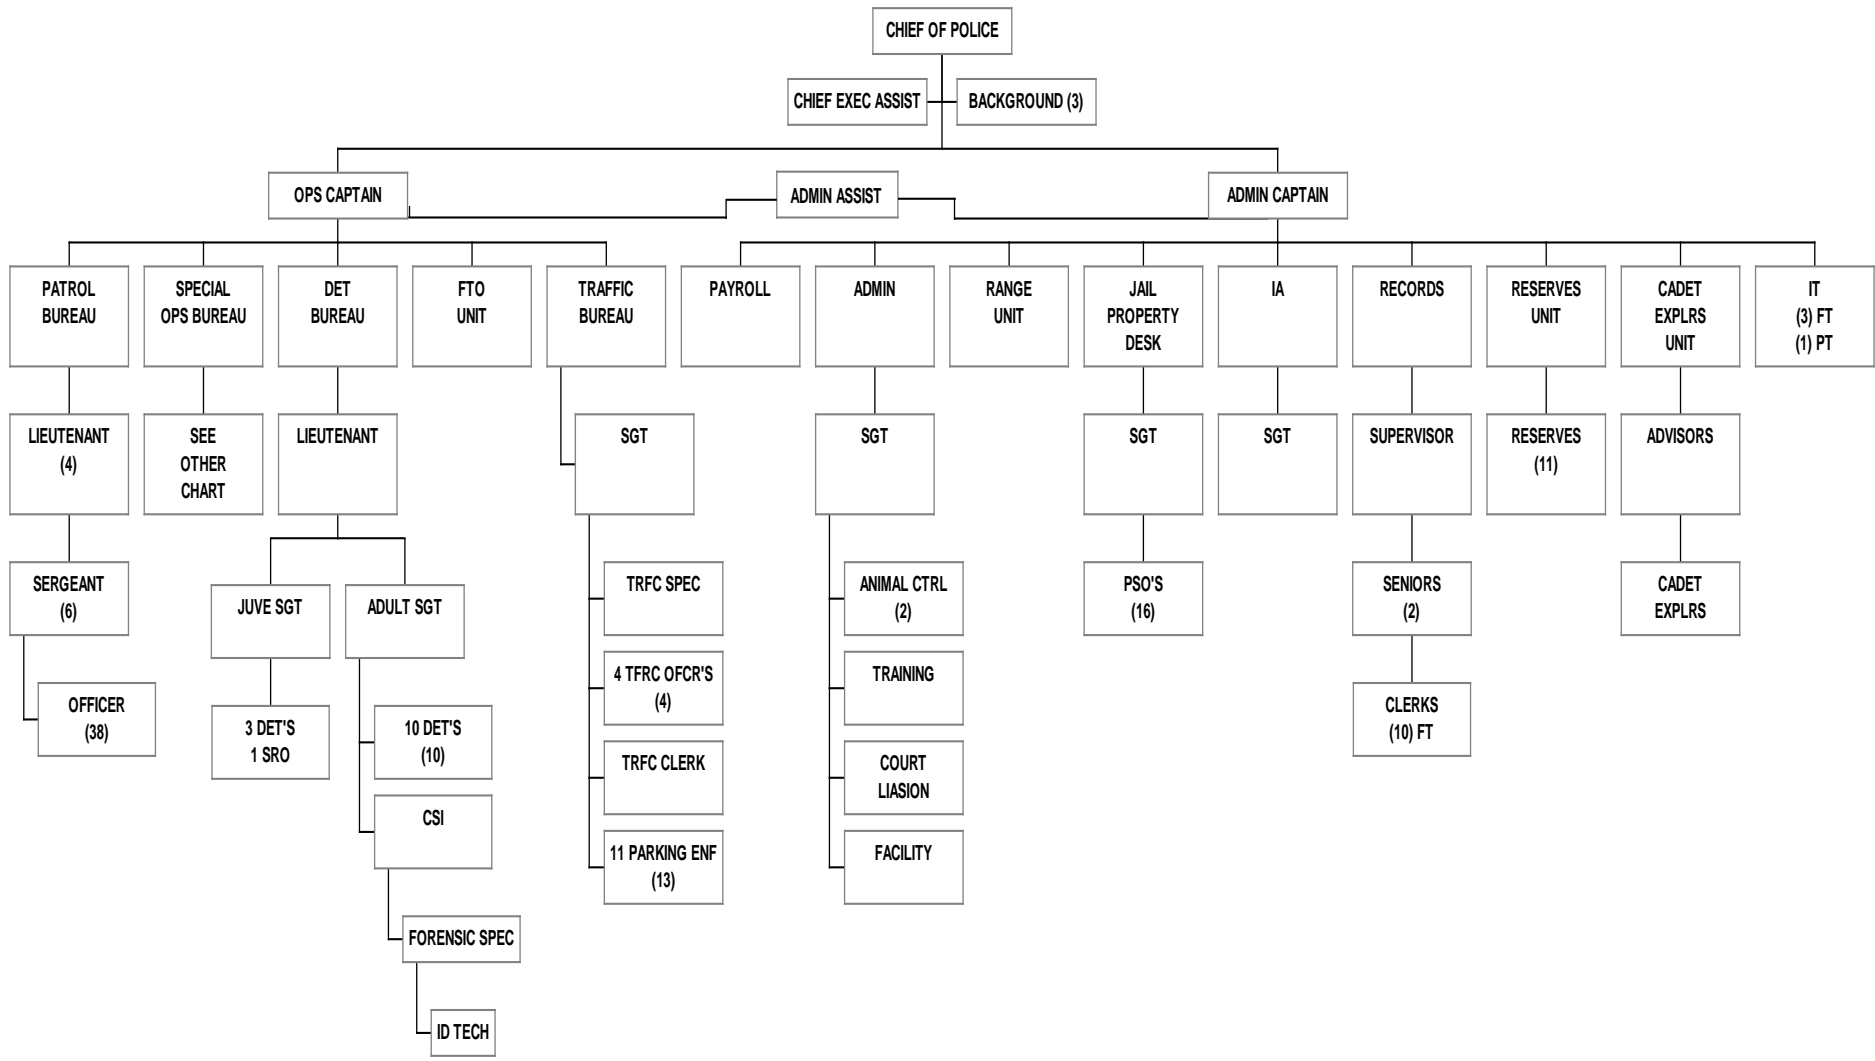 CHIEF OF POLICE
CHIEF EXEC ASSIST
BACKGROUND (3)
OPS CAPTAIN
ADMIN ASSIST
ADMIN CAPTAIN
PATROL
BUREAU
SPECIAL
OPS BUREAU
DET
BUREAU
FTO
UNIT
TRAFFIC
BUREAU
PAYROLL
ADMIN
RANGE
UNIT
JAIL
PROPERTY
DESK
IA
RECORDS
RESERVES
UNIT
CADET
EXPLRS
UNIT
IT
(3) FT
(1) PT
LIEUTENANT
(4)
SEE
OTHER
CHART
LIEUTENANT
SGT
SGT
SGT
SGT
SUPERVISOR
RESERVES
(11)
ADVISORS
SERGEANT
(6)
JUVE SGT
ADULT SGT
TRFC SPEC
ANIMAL CTRL
(2)
PSO'S
(16)
SENIORS
(2)
CADET
EXPLRS
OFFICER
(38)
3 DET'S
1 SRO
10 DET'S
(10)
4 TFRC OFCR'S
(4)
TRAINING
CLERKS
(10) FT
CSI
TRFC CLERK
COURT
LIASION
11 PARKING ENF
(13)
FACILITY
FORENSIC SPEC
ID TECH